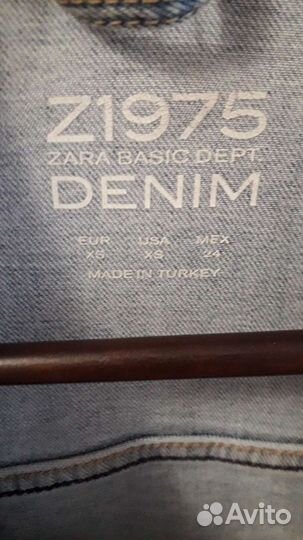 Z1975
ZARA BASIC DEPT.
DENIM
EUR USA MEX
XS XS 24
MADE IN TURKEY
Avito